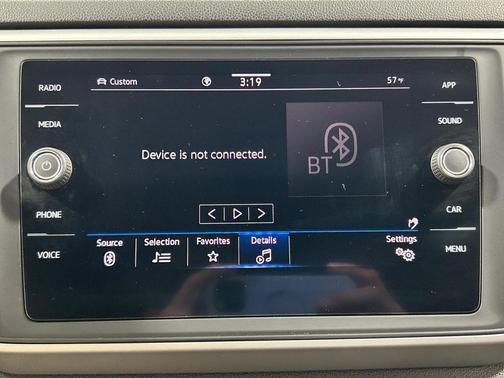 RADIO
MEDIA
PHONE
VOICE
Custom
3:19
57 °F
Device is not connected.
BT
Source
Selection
Favorites
Details
Settings
APP
SOUND
CAR
MENU